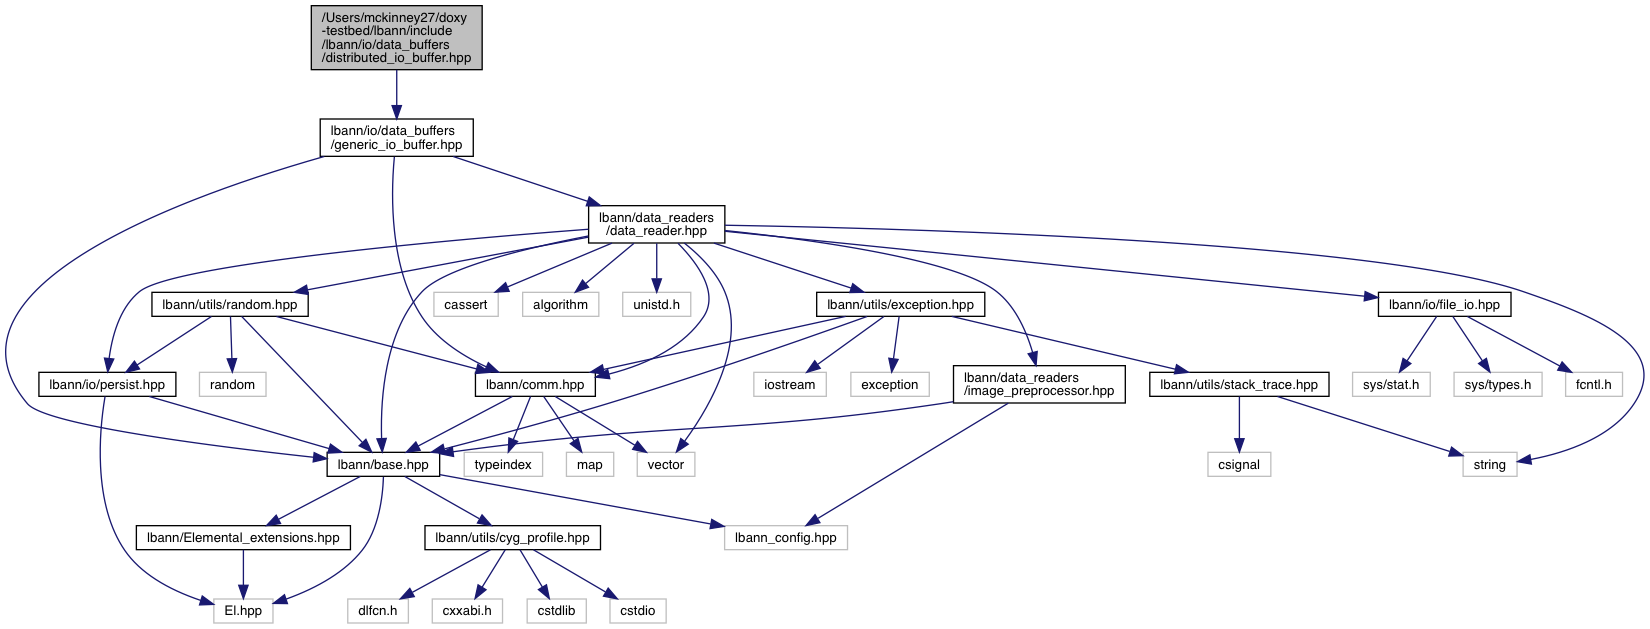 /Users/mckinney27/doxy
-testbed/lbann/include
/lbann/io/data_buffers
/distributed_io_buffer.hpp
lbann/io/data_buffers
/generic_io_buffer.hpp
lbann/data_readers
/data_reader.hpp
lbann/utils/random.hpp
cassert
algorithm
unistd.h
lbann/utils/exception.hpp
lbann/io/file_io.hpp
lbann/io/persist.hpp
random
lbann/comm.hpp
iostream
exception
lbann/data_readers
/image_preprocessor.hpp
lbann/utils/stack_trace.hpp
sys/stat.h
sys/types.h
fcntl.h
lbann/base.hpp
typeindex
map
vector
csignal
string
lbann/Elemental_extensions.hpp
lbann/utils/cyg_profile.hpp
lbann_config.hpp
El.hpp
dlfcn.h
cxxabi.h
cstdlib
cstdio